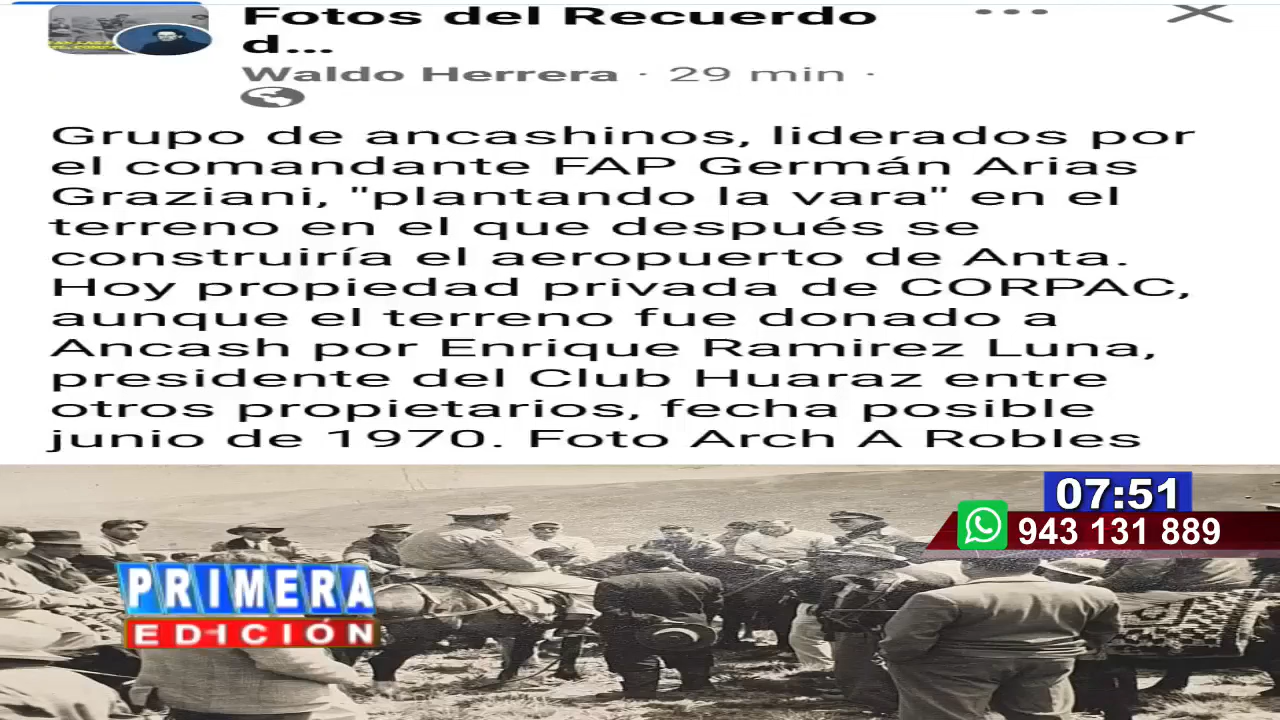 Fotos del Recuerdo
d...
Waldo Herrera · 29 min ·
Grupo de ancashinos, liderados por
el comandante FAP Germán Arias
Graziani, "plantando la vara" en el
terreno en el que después se
construiría el aeropuerto de Anta.
Hoy propiedad privada de CORPAC,
aunque el terreno fue donado a
Ancash por Enrique Ramirez Luna,
presidente del Club Huaraz entre
otros propietarios, fecha posible
junio de 1970. Foto Arch A Robles
07:51
943 131 889
PRIMERA
EDICIÓN